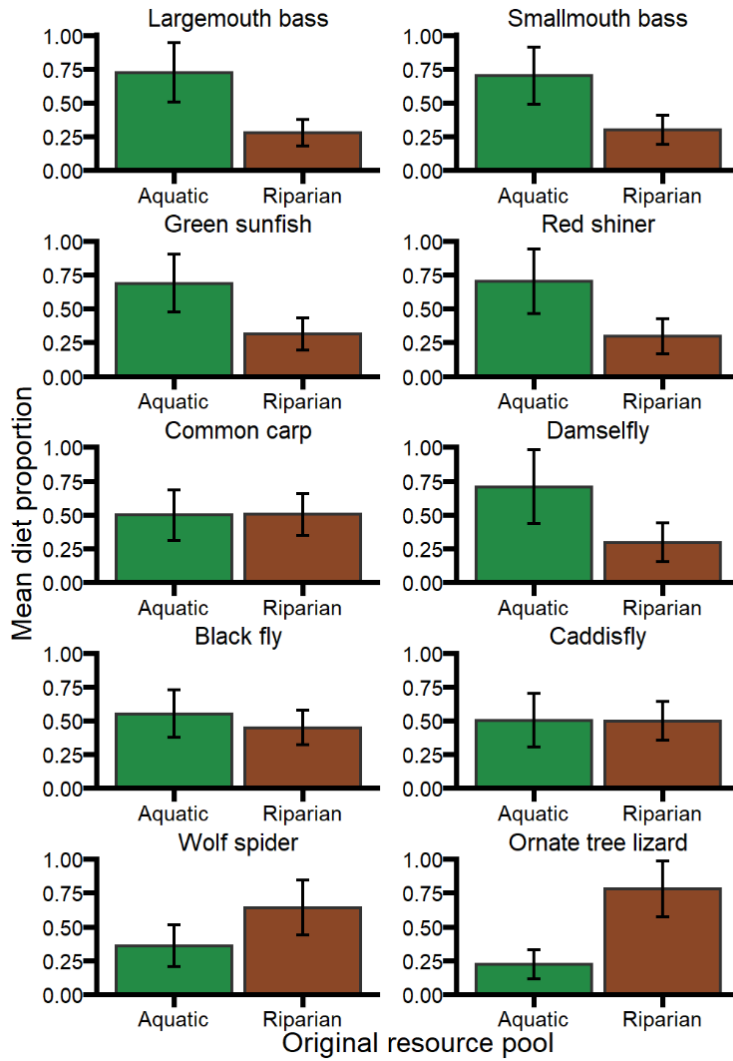 Largemouth bass
Smallmouth bass
1.00
0.75
0.50
0.25
0.00
Aquatic
Riparian
1.00
0.75
0.50
0.25
0.00
Aquatic
Riparian
Green sunfish
Red shiner
1.00
0.75
0.50
0.25
0.00
Aquatic
Riparian
1.00
0.75
0.50
0.25
0.00
Aquatic
Riparian
Common carp
Damselfly
1.00
0.75
0.50
0.25
0.00
Aquatic
Riparian
1.00
0.75
0.50
0.25
0.00
Aquatic
Riparian
Black fly
Caddisfly
1.00
0.75
0.50
0.25
0.00
Aquatic
Riparian
1.00
0.75
0.50
0.25
0.00
Aquatic
Riparian
Wolf spider
Ornate tree lizard
1.00
0.75
0.50
0.25
0.00
Aquatic
Riparian
1.00
0.75
0.50
0.25
0.00
Aquatic
Riparian
Mean diet proportion
Original resource pool